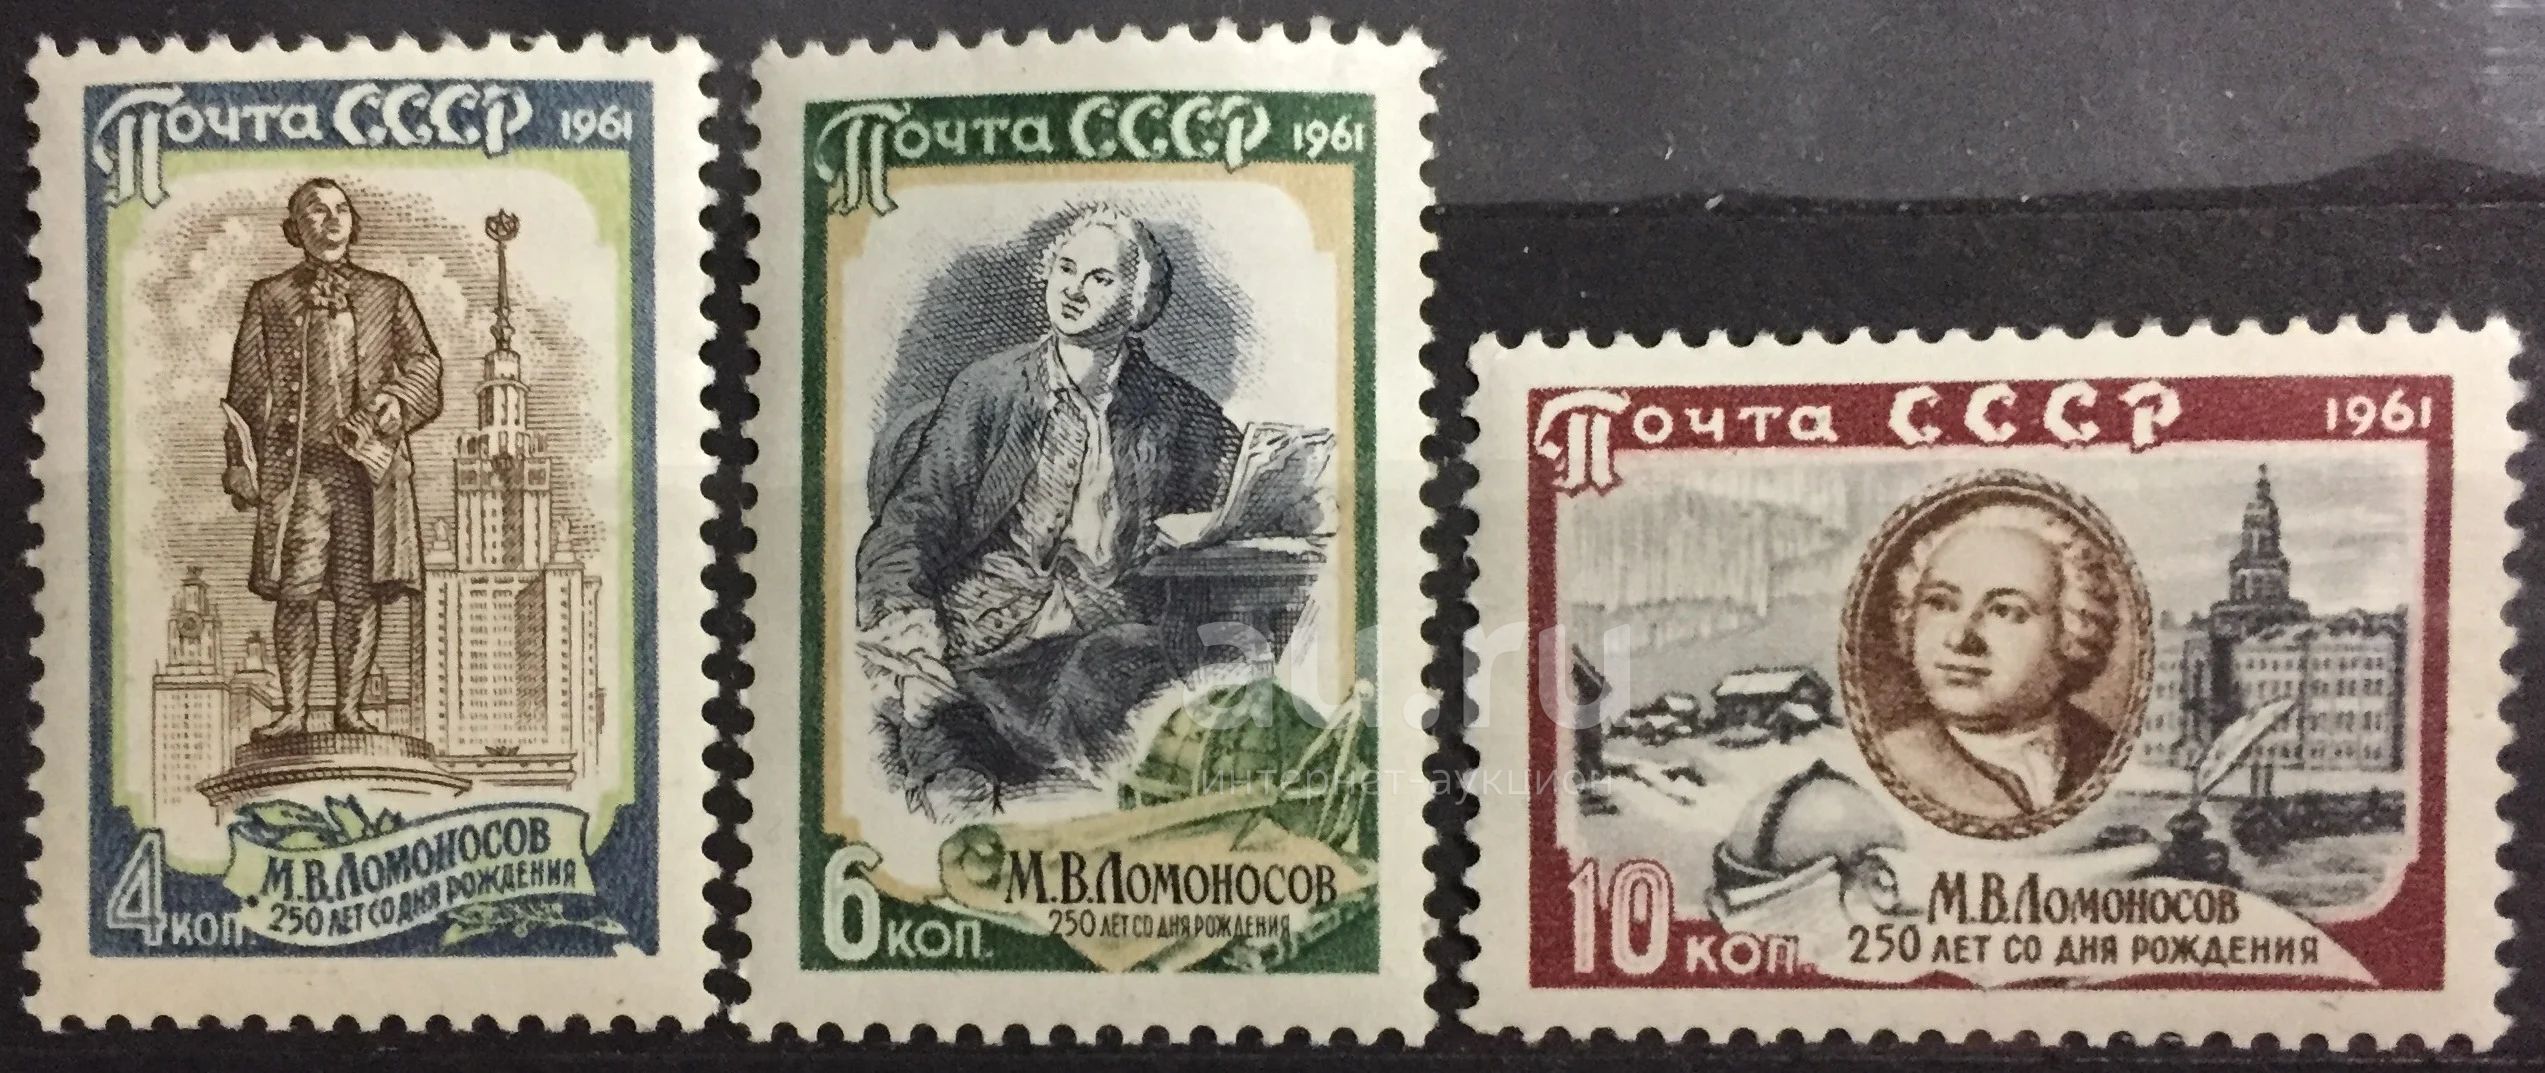 Почта СССР 1961
М.В.Ломоносов
250 лет со дня рождения
4 коп.
Почта СССР 1961
М.В.Ломоносов
250 лет со дня рождения
6 коп.
Почта СССР 1961
М.В.Ломоносов
250 лет со дня рождения
10 коп.
au.ru
интернет-аукцион